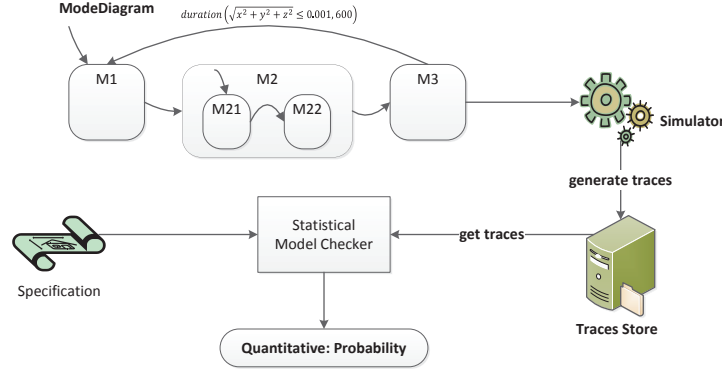 ModeDiagram
duration(√x² + y² + z² ≤ 0.001, 600)
M1
M2
M3
M21
M22
Simulator
generate traces
Statistical
Model Checker
get traces
Specification
Traces Store
Quantitative: Probability